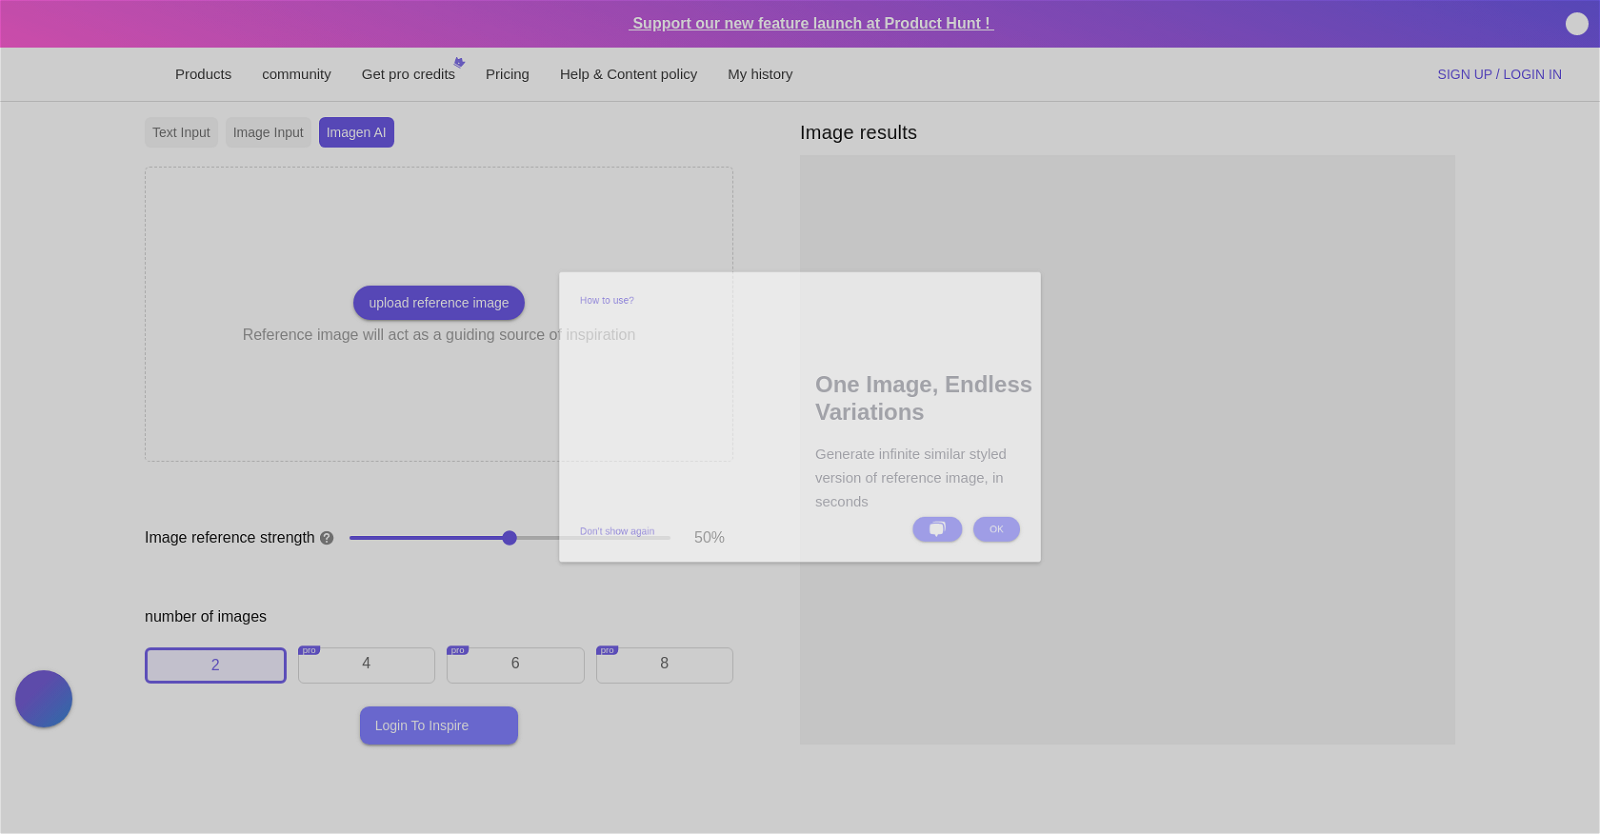 Support our new feature launch at Product Hunt !
Products community Get pro credits Pricing Help & Content policy My history SIGN UP / LOGIN IN
Text Input Image Input Imagen AI
Image results
upload reference image
Reference image will act as a guiding source of inspiration
How to use?
One Image, Endless
Variations
Generate infinite similar styled
version of reference image, in
seconds
Don't show again
OK
Image reference strength ? 50%
number of images
2
pro 4
pro 6
pro 8
Login To Inspire